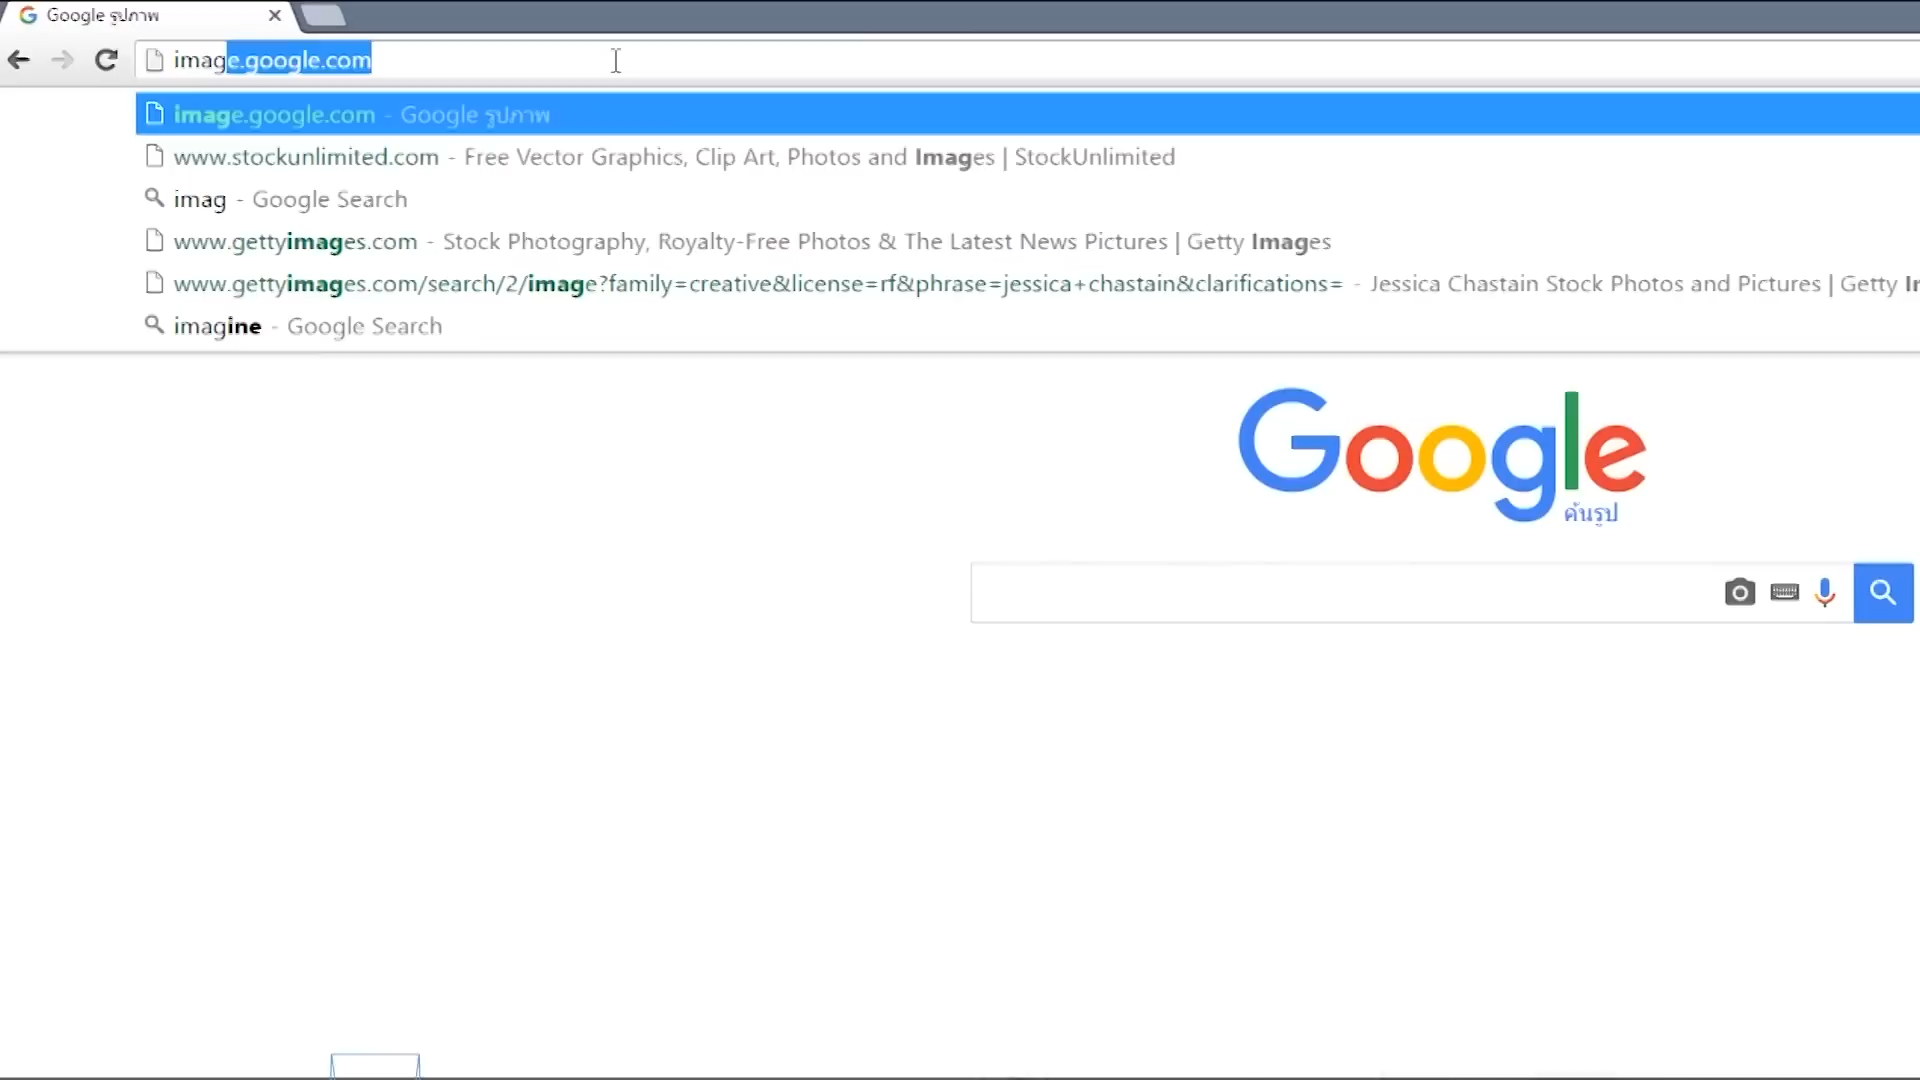 Google รูปภาพ
image.google.com
image.google.com - Google รูปภาพ
www.stockunlimited.com - Free Vector Graphics, Clip Art, Photos and Images | StockUnlimited
imag - Google Search
www.gettyimages.com - Stock Photography, Royalty-Free Photos & The Latest News Pictures | Getty Images
www.gettyimages.com/search/2/image?family=creative&license=rf&phrase=jessica+chastain&clarifications= - Jessica Chastain Stock Photos and Pictures | Getty
imagine - Google Search
Google
ค้นรูป